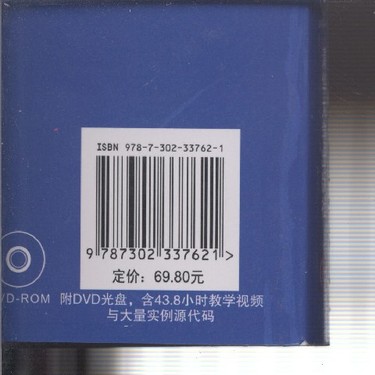 ISBN 978-7-302-33762-1
9 787302 337621 >
定价：69.80元
VD-ROM 附DVD光盘，含43.8小时教学视频
与大量实例源代码